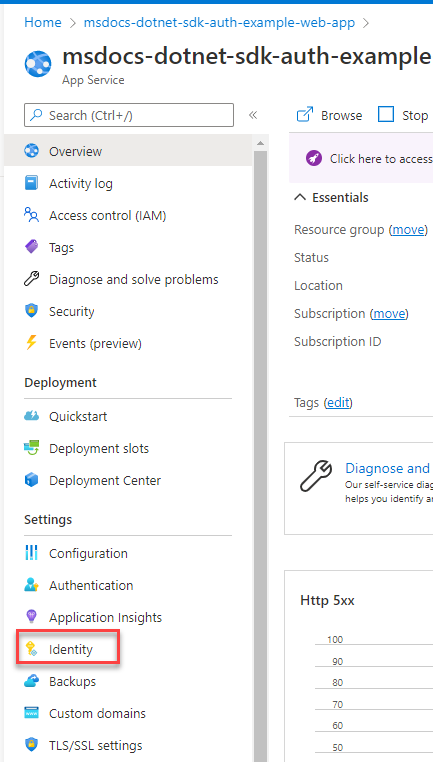 Home > msdocs-dotnet-sdk-auth-example-web-app >
msdocs-dotnet-sdk-auth-example
App Service
Search (Ctrl+/)
«
Overview
Activity log
Access control (IAM)
Tags
Diagnose and solve problems
Security
Events (preview)
Deployment
Quickstart
Deployment slots
Deployment Center
Settings
Configuration
Authentication
Application Insights
Identity
Backups
Custom domains
TLS/SSL settings
Browse
Stop
Click here to access
Essentials
Resource group (move)
Status
Location
Subscription (move)
Subscription ID
Tags (edit)
Diagnose and
Our self-service diag
helps you identify an
Http 5xx
100
90
80
70
60
50